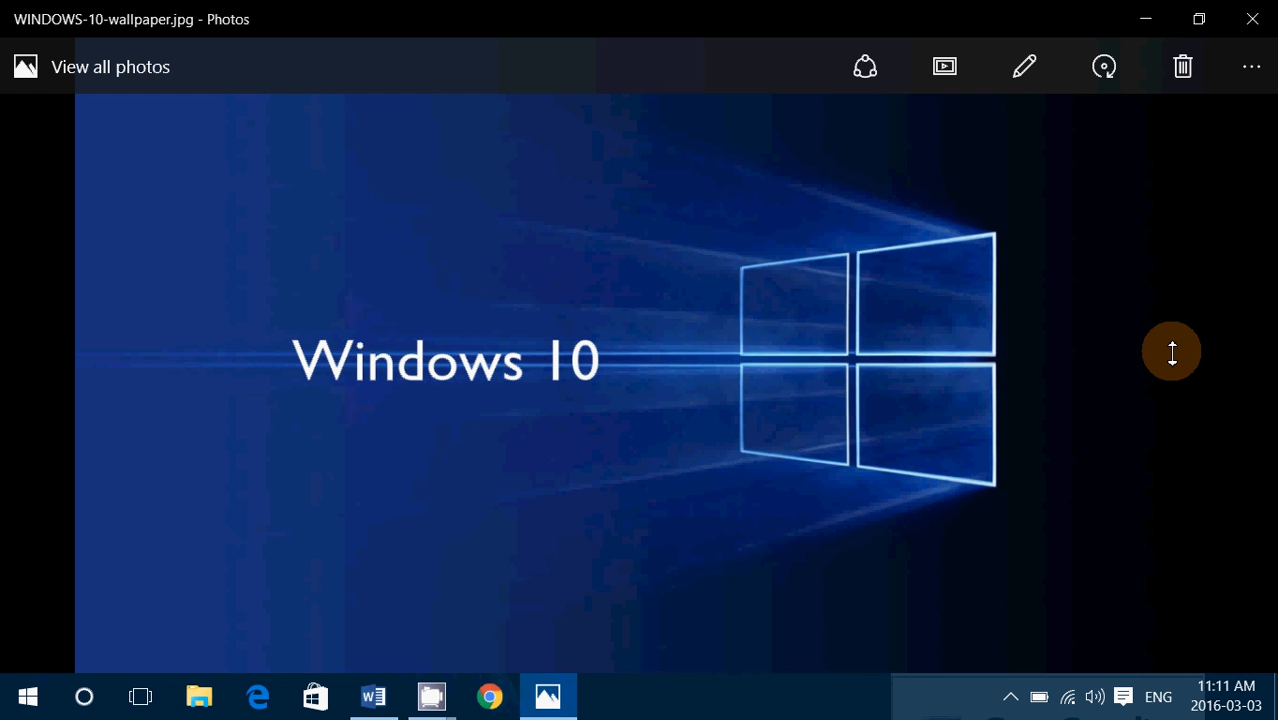 WINDOWS-10-wallpaper.jpg - Photos
View all photos
Windows 10
ENG
11:11 AM
2016-03-03